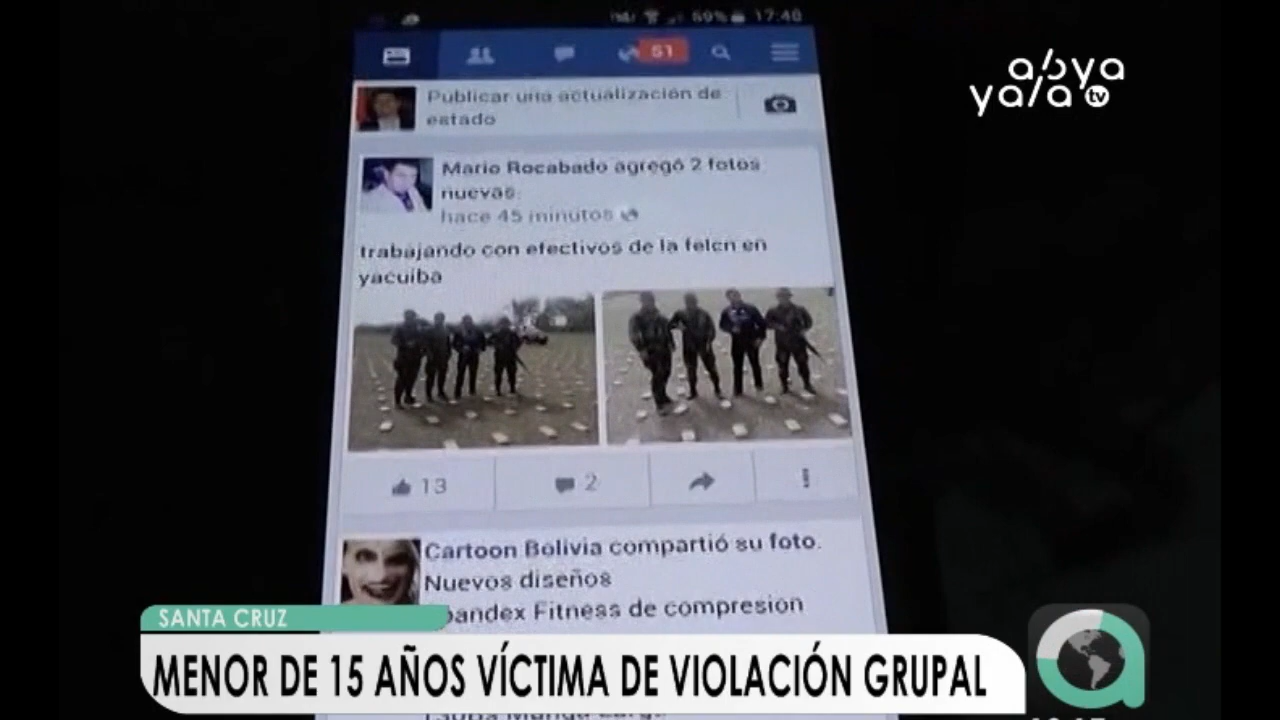 59% 17:48
51
abya
yala tv
Publicar una actualización de
estado
Mario Rocabado agregó 2 fotos
nuevas.
hace 45 minutos
trabajando con efectivos de la felcn en
yacuiba
13
2
Cartoon Bolivia compartió su foto.
Nuevos diseños
Fitness de compresion
SANTA CRUZ
MENOR DE 15 AÑOS VÍCTIMA DE VIOLACIÓN GRUPAL